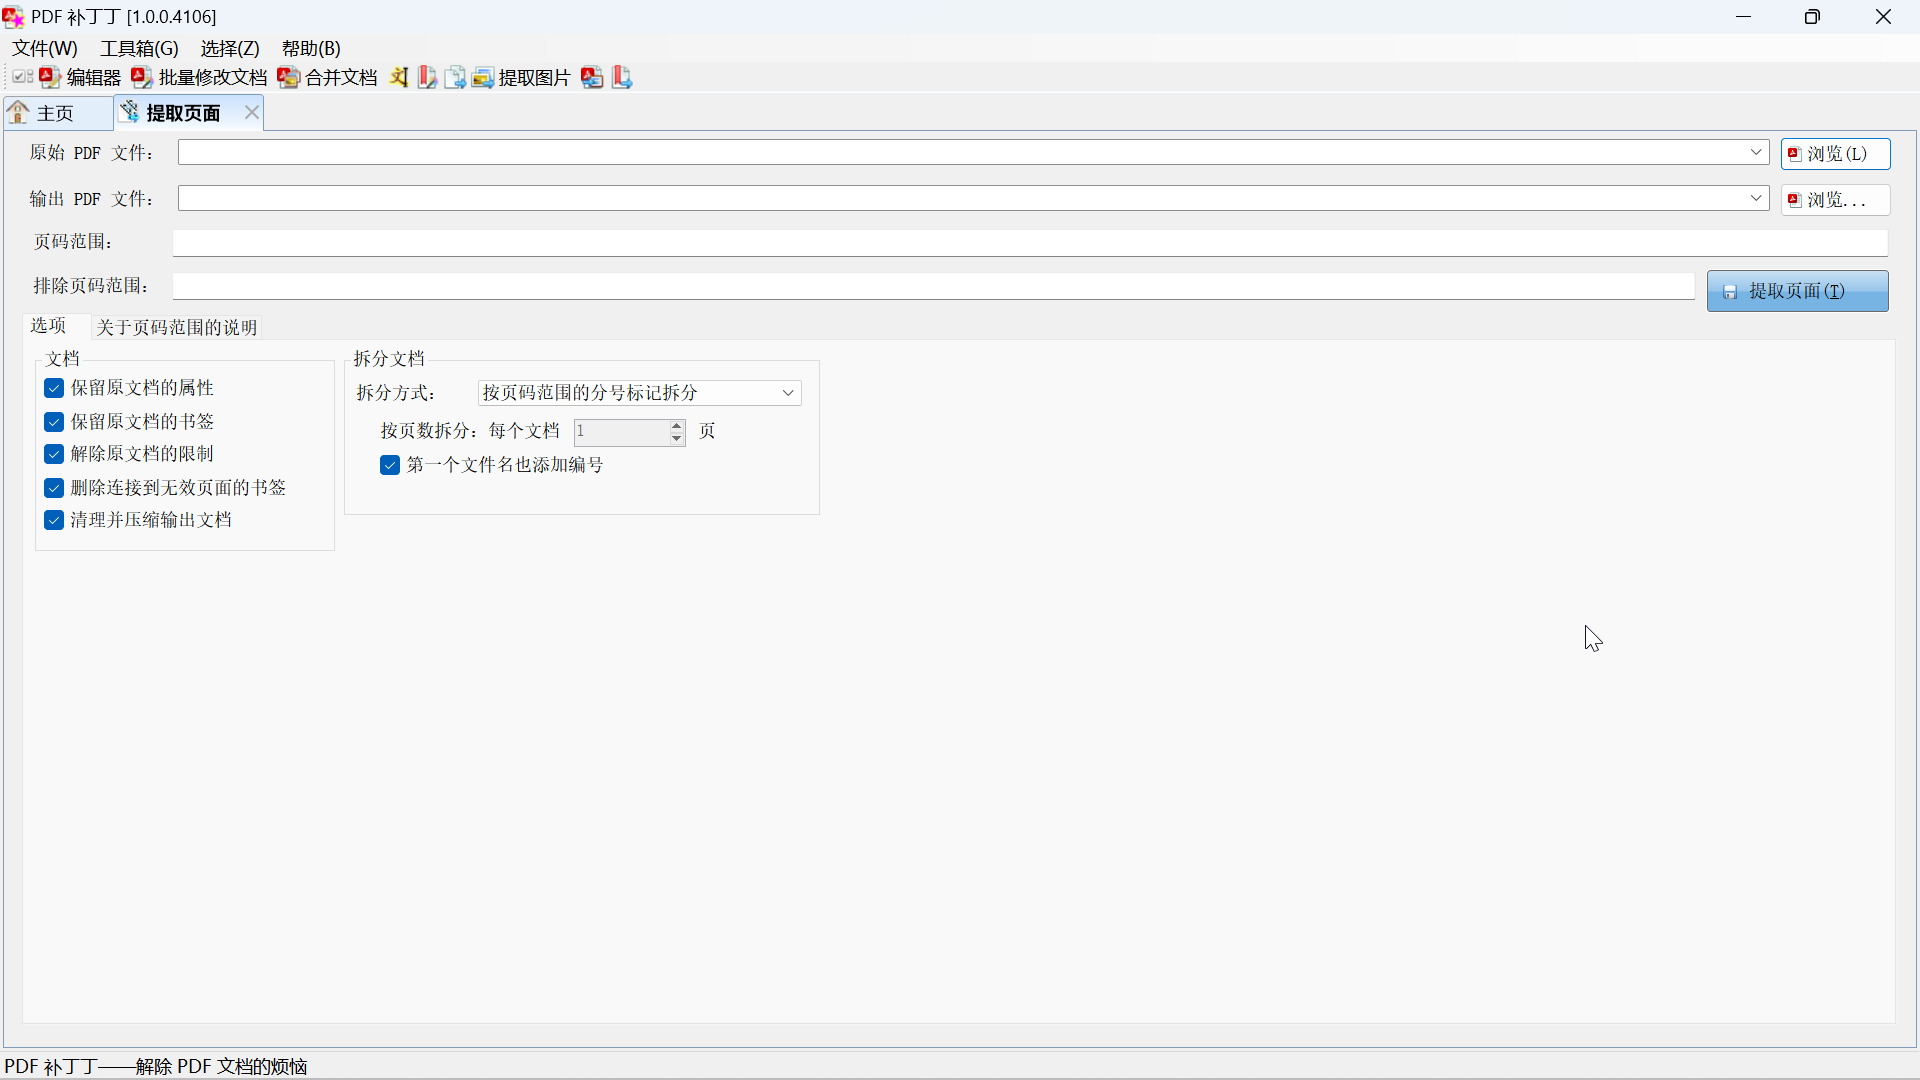 PDF 补丁丁 [1.0.0.4106]
文件(W) 工具箱(G) 选择(Z) 帮助(B)
编辑器 批量修改文档 合并文档 提取图片
主页 提取页面
原始 PDF 文件： 浏览(L)
输出 PDF 文件： 浏览...
页码范围：
排除页码范围： 提取页面(T)
选项 关于页码范围的说明
文档
保留原文档的属性
保留原文档的书签
解除原文档的限制
删除连接到无效页面的书签
清理并压缩输出文档
拆分文档
拆分方式： 按页码范围的分号标记拆分
按页数拆分：每个文档 1 页
第一个文件名也添加编号
PDF 补丁丁——解除 PDF 文档的烦恼